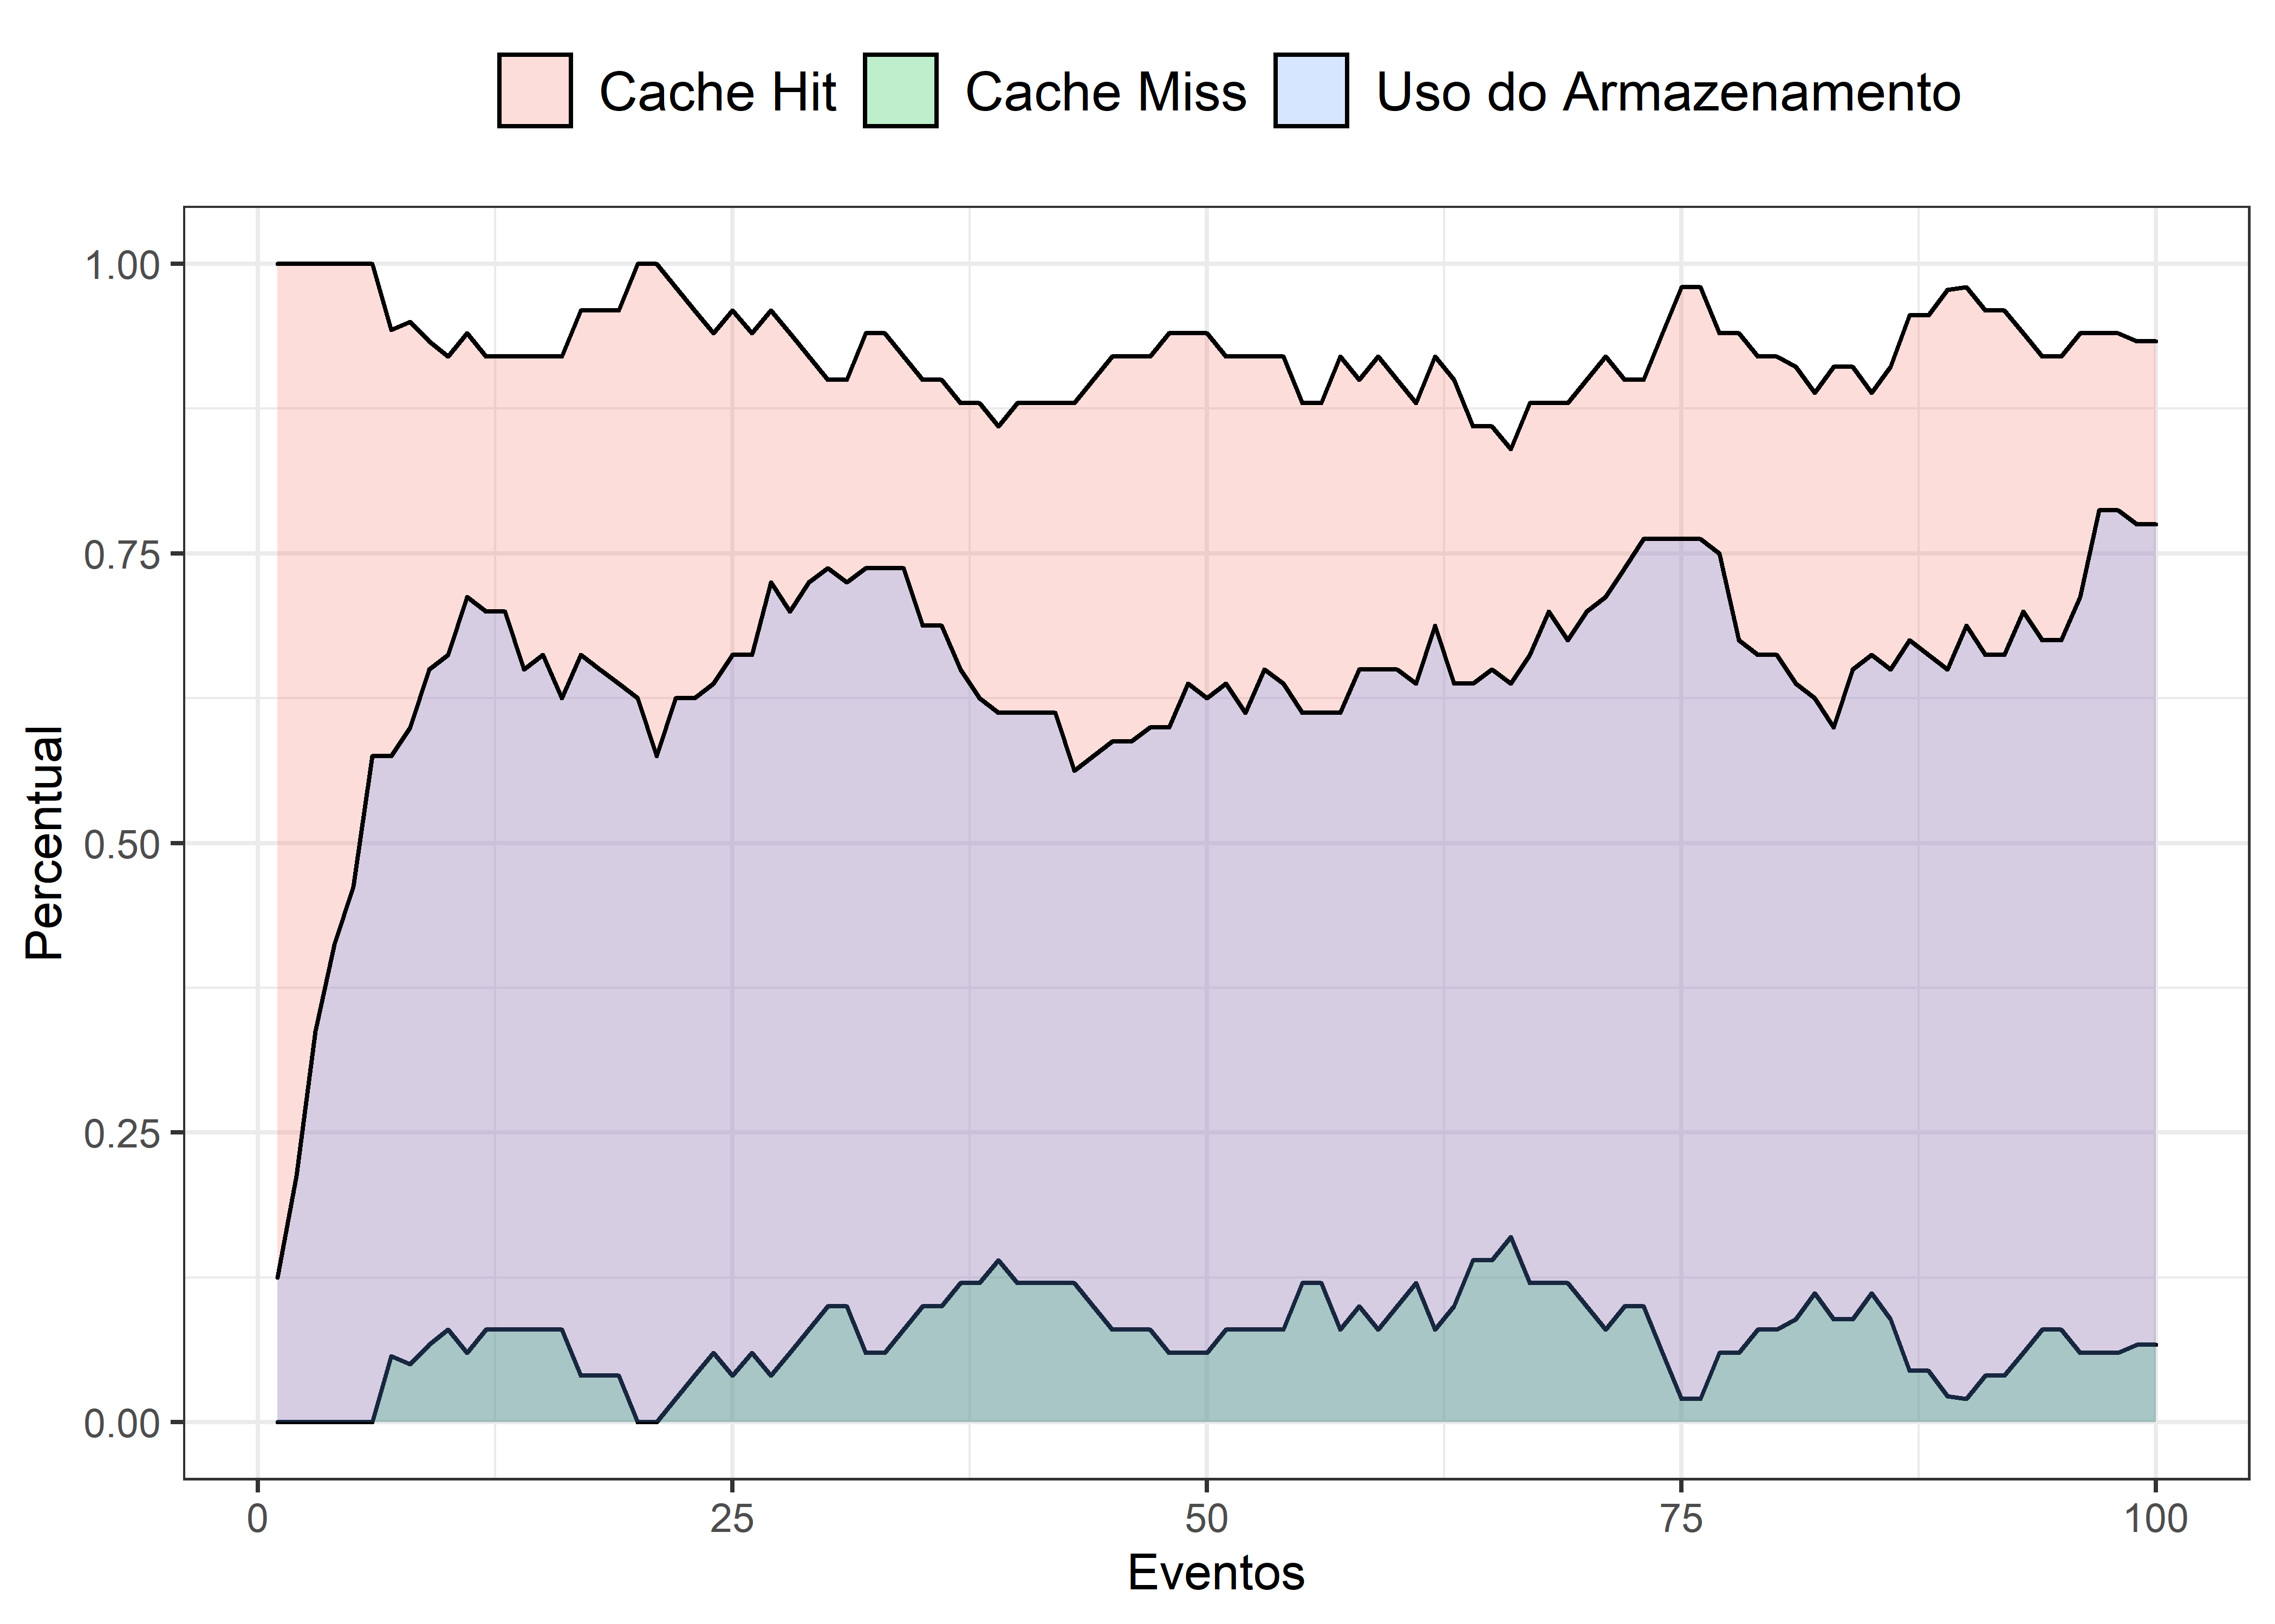 Cache Hit Cache Miss Uso do Armazenamento
1.00
0.75
0.50
0.25
0.00
Percentual
0 25 50 75 100
Eventos